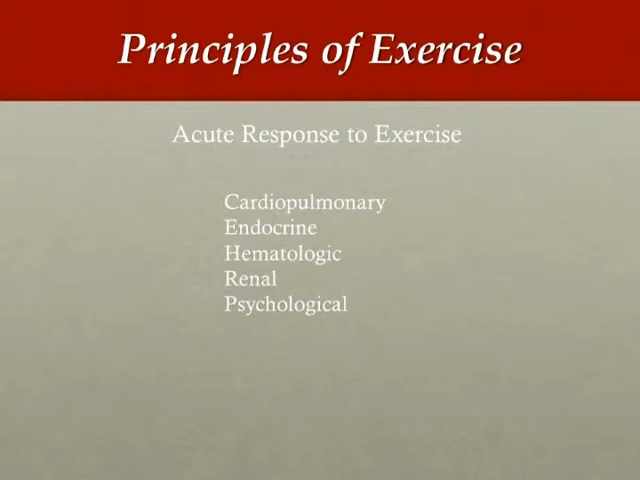 Principles of Exercise
Acute Response to Exercise
Cardiopulmonary
Endocrine
Hematologic
Renal
Psychological